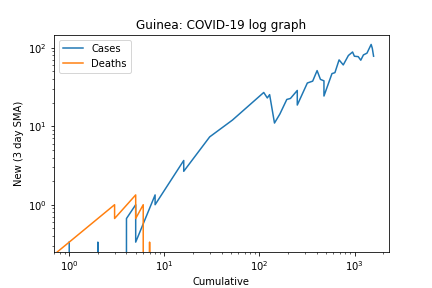 Guinea: COVID-19 log graph
Cases
Deaths
New (3 day SMA)
10²
10¹
10⁰
10⁰ 10¹ 10² 10³
Cumulative